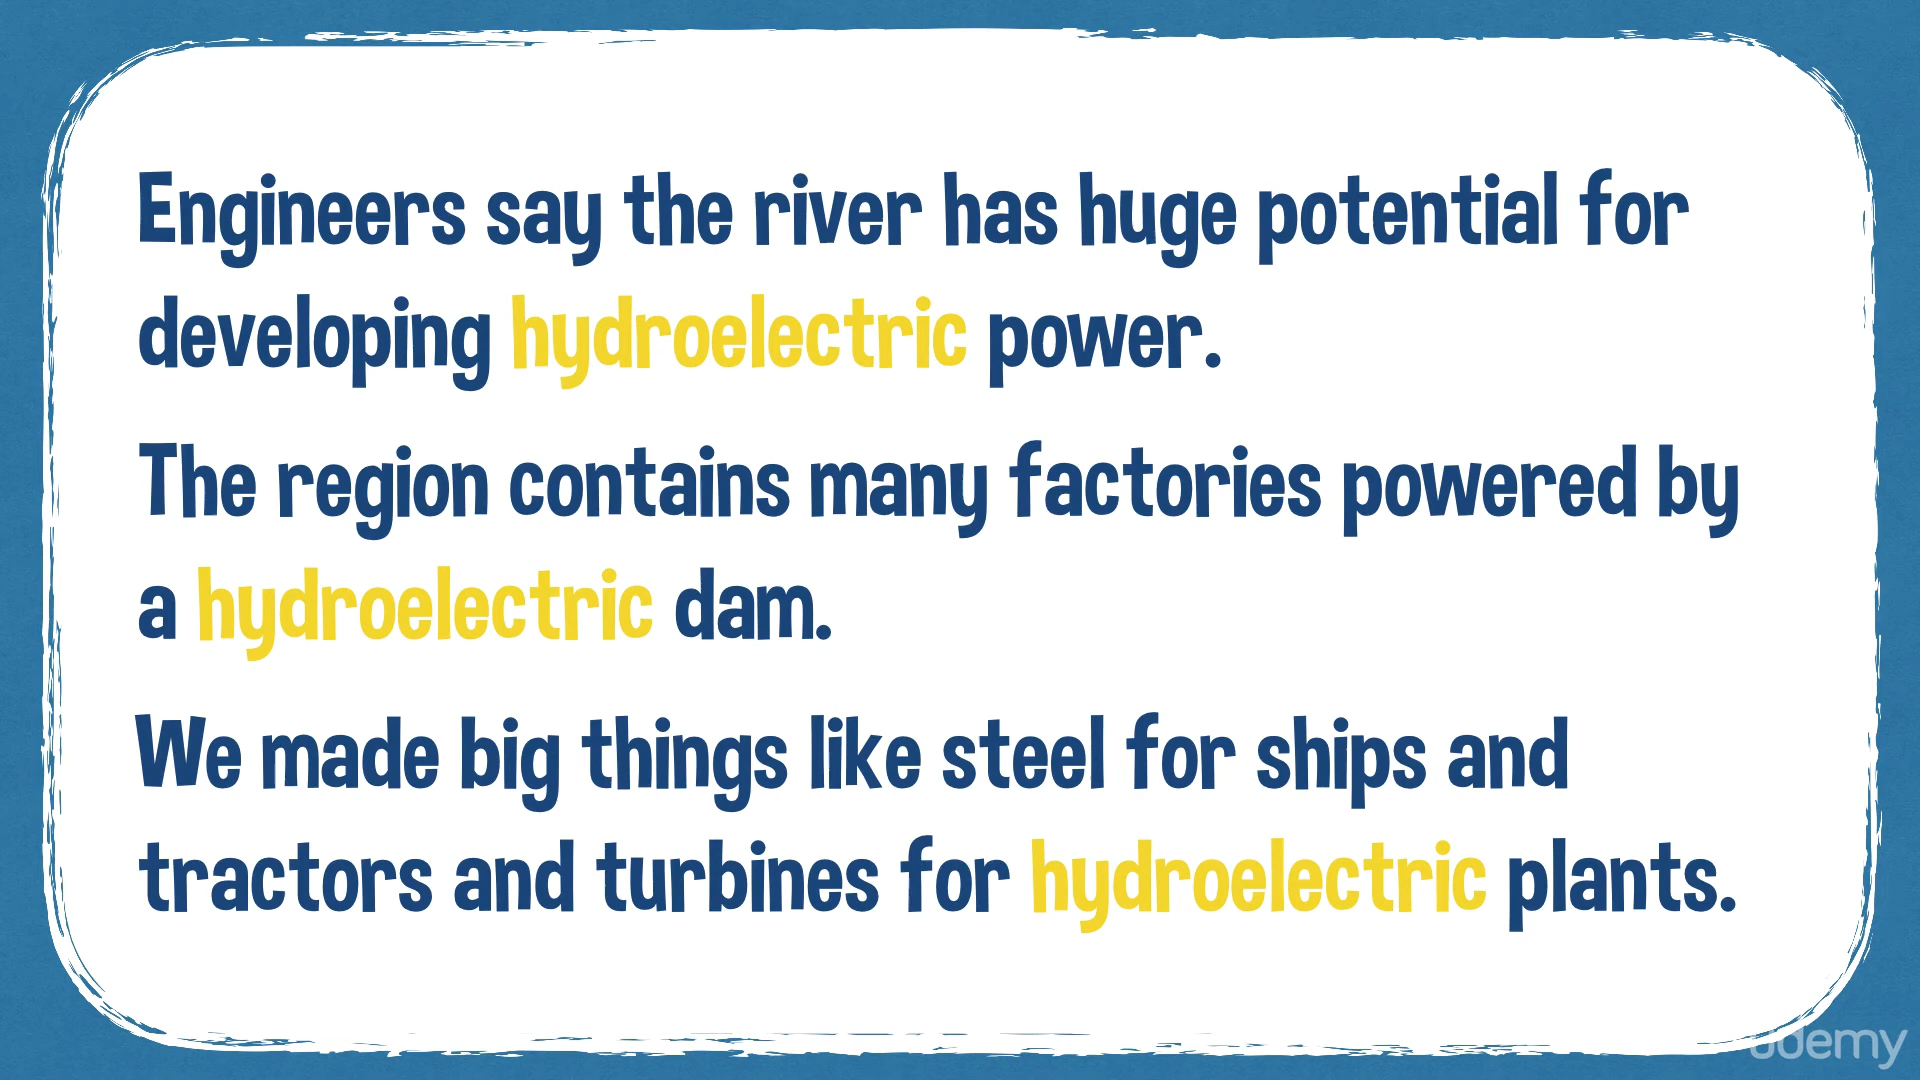 Engineers say the river has huge potential for
developing hydroelectric power.
The region contains many factories powered by
a hydroelectric dam.
We made big things like steel for ships and
tractors and turbines for hydroelectric plants.
udemy